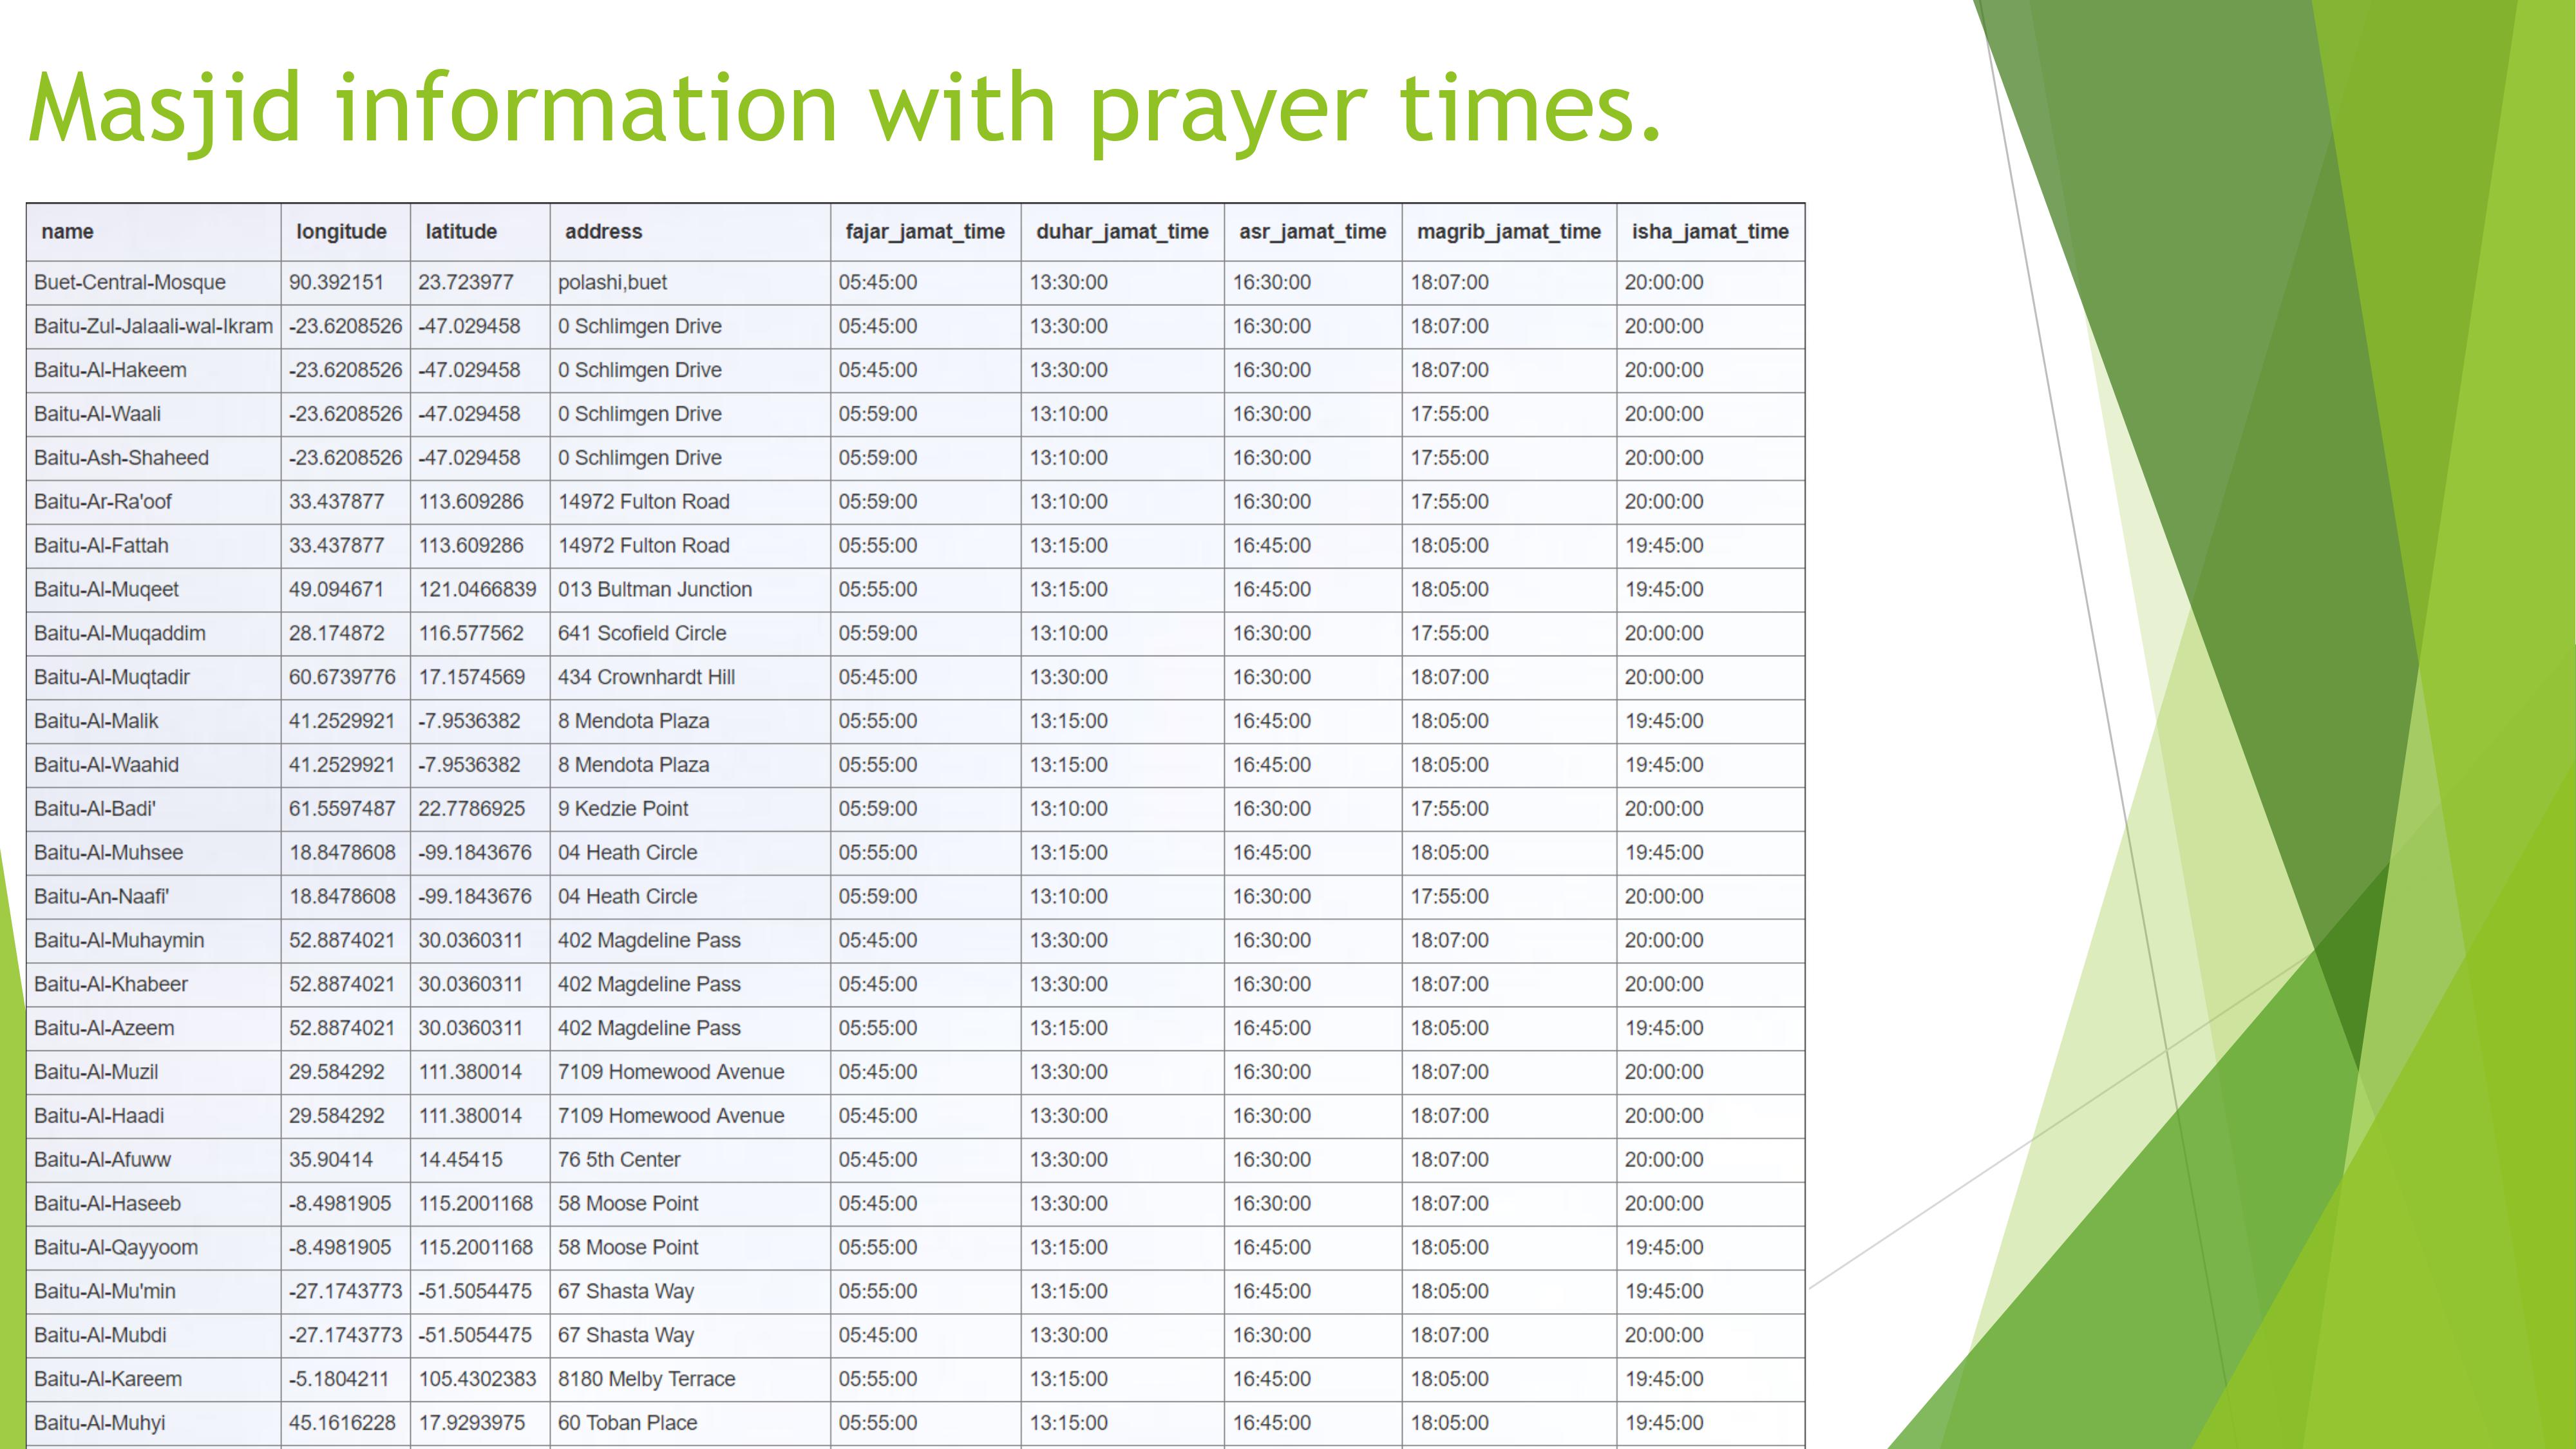 Masjid information with prayer times.
name longitude latitude address fajar_jamat_time duhar_jamat_time asr_jamat_time magrib_jamat_time isha_jamat_time
Buet-Central-Mosque 90.392151 23.723977 polashi,buet 05:45:00 13:30:00 16:30:00 18:07:00 20:00:00
Baitu-Zul-Jalaali-wal-Ikram -23.6208526 -47.029458 0 Schlimgen Drive 05:45:00 13:30:00 16:30:00 18:07:00 20:00:00
Baitu-Al-Hakeem -23.6208526 -47.029458 0 Schlimgen Drive 05:45:00 13:30:00 16:30:00 18:07:00 20:00:00
Baitu-Al-Waali -23.6208526 -47.029458 0 Schlimgen Drive 05:59:00 13:10:00 16:30:00 17:55:00 20:00:00
Baitu-Ash-Shaheed -23.6208526 -47.029458 0 Schlimgen Drive 05:59:00 13:10:00 16:30:00 17:55:00 20:00:00
Baitu-Ar-Ra'oof 33.437877 113.609286 14972 Fulton Road 05:59:00 13:10:00 16:30:00 17:55:00 20:00:00
Baitu-Al-Fattah 33.437877 113.609286 14972 Fulton Road 05:55:00 13:15:00 16:45:00 18:05:00 19:45:00
Baitu-Al-Muqeet 49.094671 121.0466839 013 Bultman Junction 05:55:00 13:15:00 16:45:00 18:05:00 19:45:00
Baitu-Al-Muqaddim 28.174872 116.577562 641 Scofield Circle 05:59:00 13:10:00 16:30:00 17:55:00 20:00:00
Baitu-Al-Muqtadir 60.6739776 17.1574569 434 Crownhardt Hill 05:45:00 13:30:00 16:30:00 18:07:00 20:00:00
Baitu-Al-Malik 41.2529921 -7.9536382 8 Mendota Plaza 05:55:00 13:15:00 16:45:00 18:05:00 19:45:00
Baitu-Al-Waahid 41.2529921 -7.9536382 8 Mendota Plaza 05:55:00 13:15:00 16:45:00 18:05:00 19:45:00
Baitu-Al-Badi' 61.5597487 22.7786925 9 Kedzie Point 05:59:00 13:10:00 16:30:00 17:55:00 20:00:00
Baitu-Al-Muhsee 18.8478608 -99.1843676 04 Heath Circle 05:55:00 13:15:00 16:45:00 18:05:00 19:45:00
Baitu-An-Naafi' 18.8478608 -99.1843676 04 Heath Circle 05:59:00 13:10:00 16:30:00 17:55:00 20:00:00
Baitu-Al-Muhaymin 52.8874021 30.0360311 402 Magdeline Pass 05:45:00 13:30:00 16:30:00 18:07:00 20:00:00
Baitu-Al-Khabeer 52.8874021 30.0360311 402 Magdeline Pass 05:45:00 13:30:00 16:30:00 18:07:00 20:00:00
Baitu-Al-Azeem 52.8874021 30.0360311 402 Magdeline Pass 05:55:00 13:15:00 16:45:00 18:05:00 19:45:00
Baitu-Al-Muzil 29.584292 111.380014 7109 Homewood Avenue 05:45:00 13:30:00 16:30:00 18:07:00 20:00:00
Baitu-Al-Haadi 29.584292 111.380014 7109 Homewood Avenue 05:45:00 13:30:00 16:30:00 18:07:00 20:00:00
Baitu-Al-Afuww 35.90414 14.45415 76 5th Center 05:45:00 13:30:00 16:30:00 18:07:00 20:00:00
Baitu-Al-Haseeb -8.4981905 115.2001168 58 Moose Point 05:45:00 13:30:00 16:30:00 18:07:00 20:00:00
Baitu-Al-Qayyoom -8.4981905 115.2001168 58 Moose Point 05:55:00 13:15:00 16:45:00 18:05:00 19:45:00
Baitu-Al-Mu'min -27.1743773 -51.5054475 67 Shasta Way 05:55:00 13:15:00 16:45:00 18:05:00 19:45:00
Baitu-Al-Mubdi -27.1743773 -51.5054475 67 Shasta Way 05:45:00 13:30:00 16:30:00 18:07:00 20:00:00
Baitu-Al-Kareem -5.1804211 105.4302383 8180 Melby Terrace 05:55:00 13:15:00 16:45:00 18:05:00 19:45:00
Baitu-Al-Muhyi 45.1616228 17.9293975 60 Toban Place 05:55:00 13:15:00 16:45:00 18:05:00 19:45:00